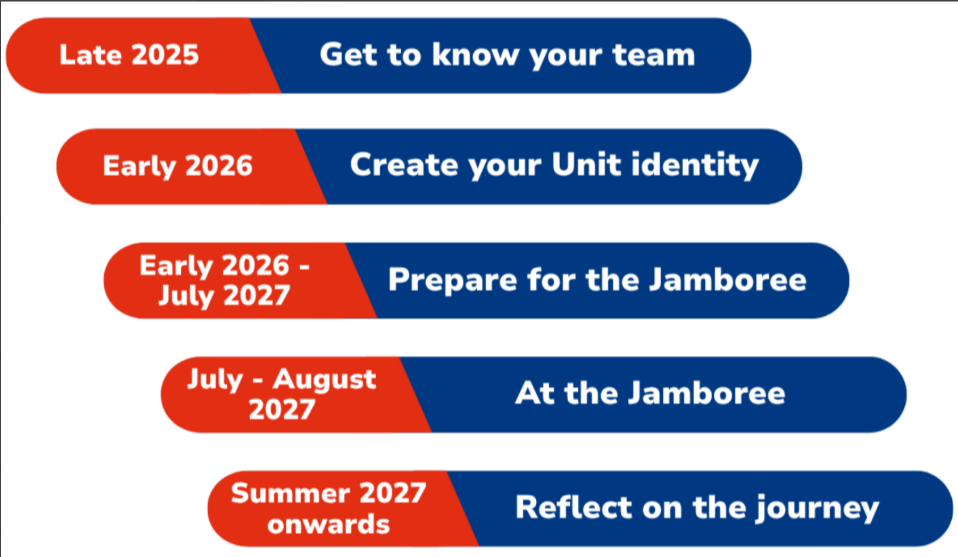 Late 2025
Get to know your team
Early 2026
Create your Unit identity
Early 2026 -
July 2027
Prepare for the Jamboree
July - August
2027
At the Jamboree
Summer 2027
onwards
Reflect on the journey